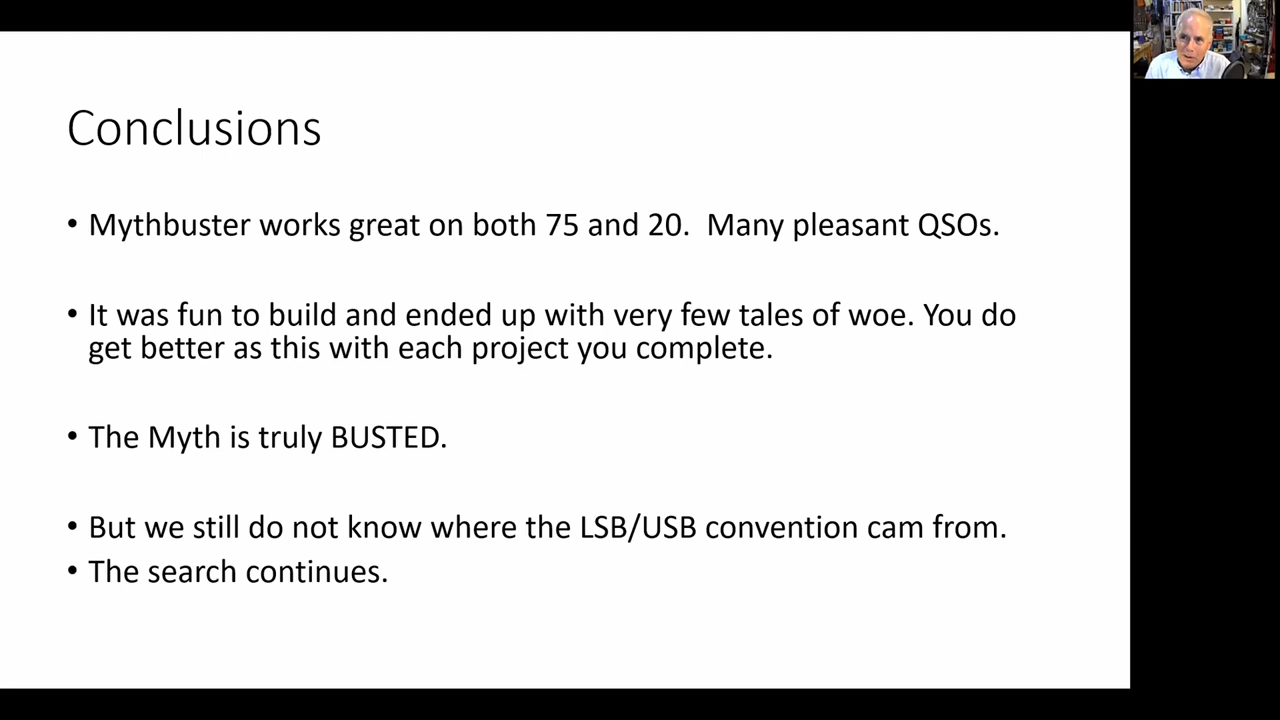 Conclusions
• Mythbuster works great on both 75 and 20.  Many pleasant QSOs.
• It was fun to build and ended up with very few tales of woe. You do
get better as this with each project you complete.
• The Myth is truly BUSTED.
• But we still do not know where the LSB/USB convention cam from.
• The search continues.